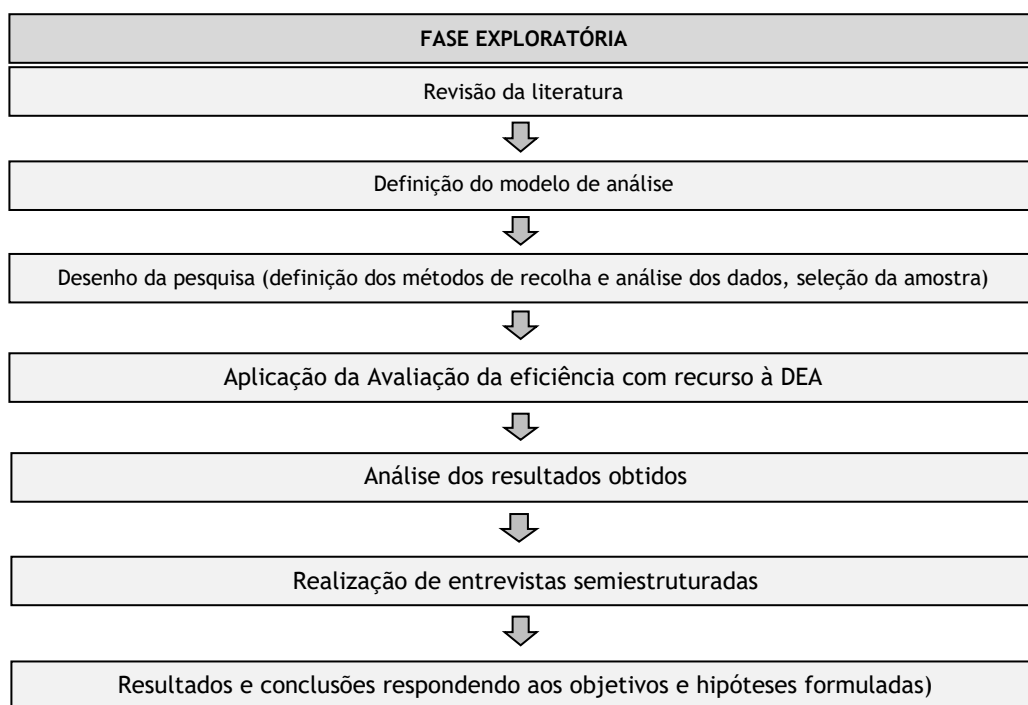 FASE EXPLORATÓRIA
Revisão da literatura
Definição do modelo de análise
Desenho da pesquisa (definição dos métodos de recolha e análise dos dados, seleção da amostra)
Aplicação da Avaliação da eficiência com recurso à DEA
Análise dos resultados obtidos
Realização de entrevistas semiestruturadas
Resultados e conclusões respondendo aos objetivos e hipóteses formuladas)